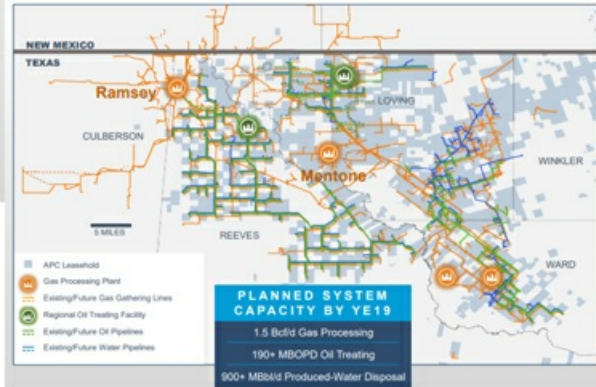 NEW MEXICO
TEXAS
Ramsey
LOVING
CULBERSON
Mentone
WINKLER
5 MILES
REEVES
WARD
APC Leasehold
Gas Processing Plant
Existing/Future Gas Gathering Lines
Regional Oil Treating Facility
Existing/Future Oil Pipelines
Existing/Future Water Pipelines
PLANNED SYSTEM
CAPACITY BY YE19
1.5 Bcf/d Gas Processing
190+ MBOPD Oil Treating
900+ MBbl/d Produced-Water Disposal